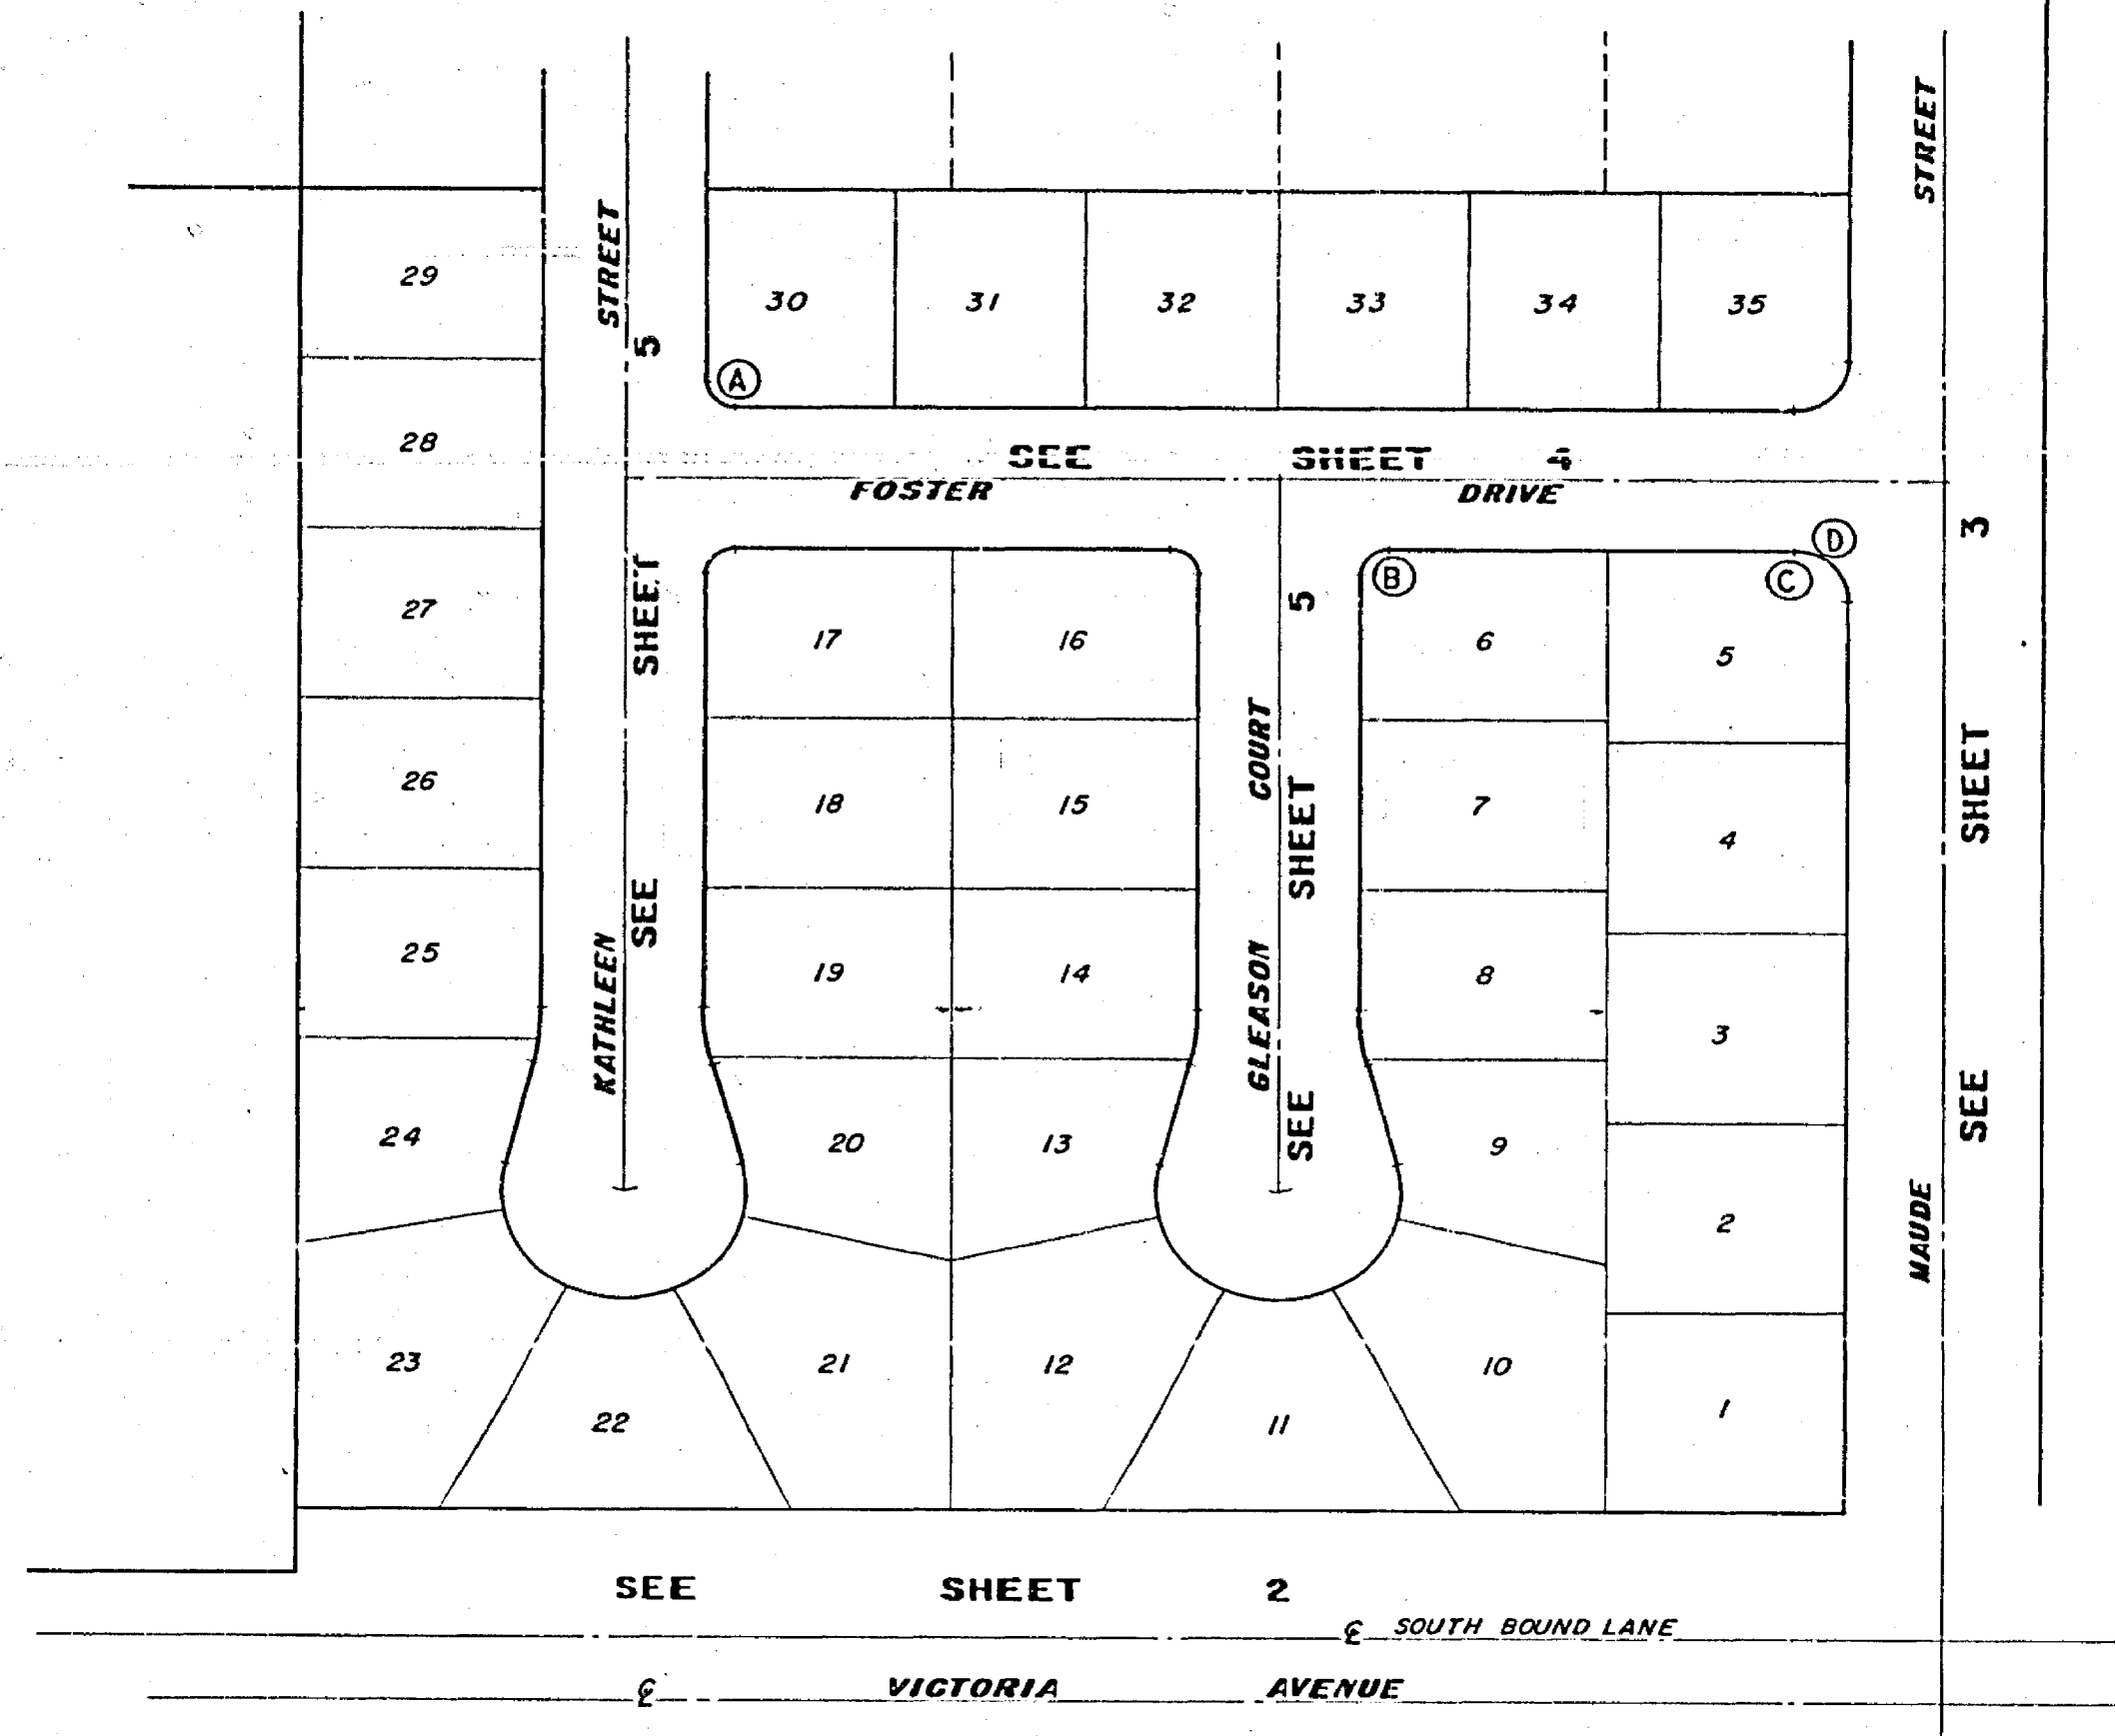 STREET
STREET
29
30
31
32
33
34
35
5
A
28
SEE SHEET 4
FOSTER DRIVE
3
D
B
C
5
27
SHEET
17
16
6
5
COURT
SHEET
26
18
15
SHEET
7
4
SEE
25
KATHLEEN
19
14
GLEASON
8
3
SEE
SEE
24
20
13
9
2
MAUDE
23
21
12
10
22
11
1
SEE SHEET 2
℄ SOUTH BOUND LANE
℄ VICTORIA AVENUE